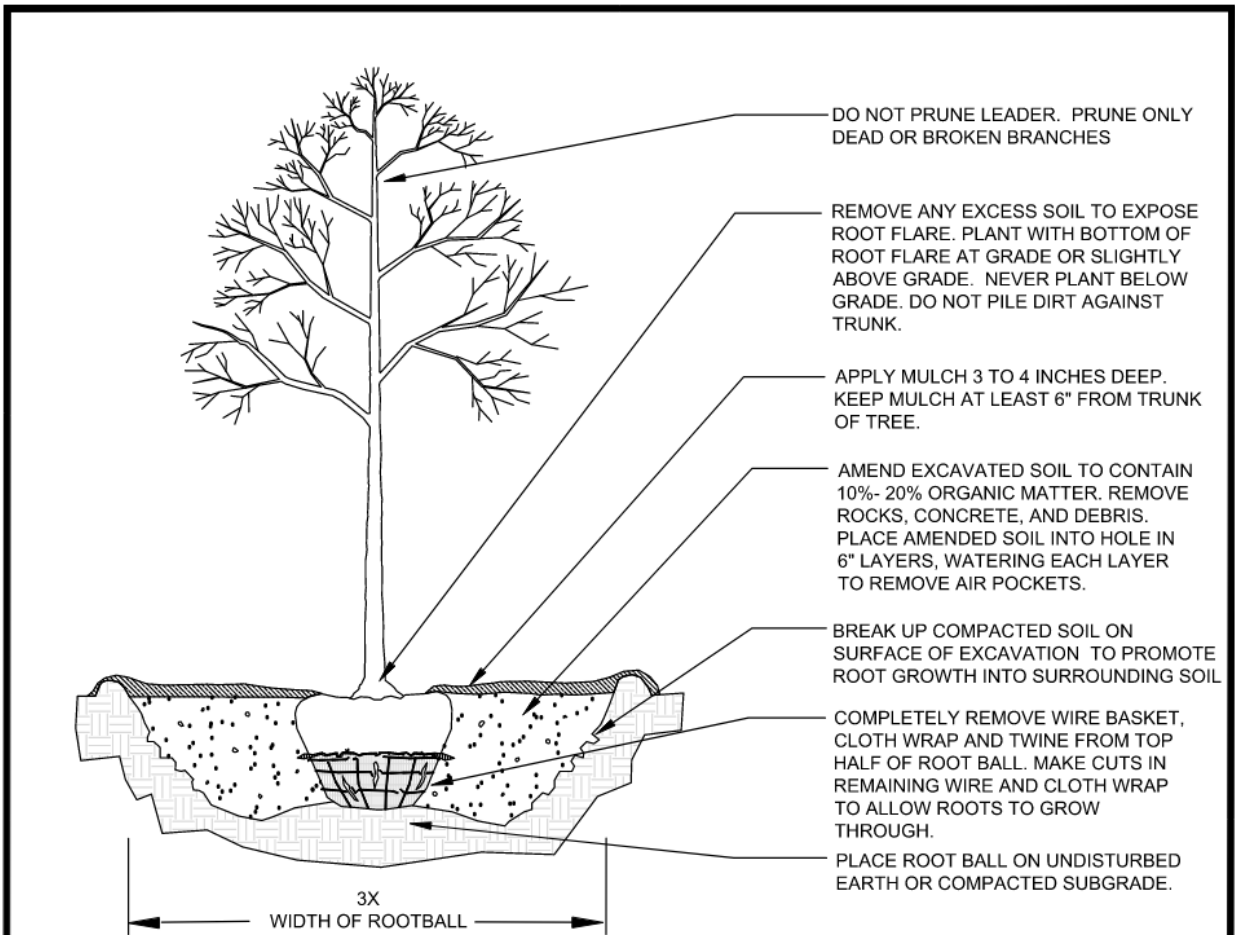 DO NOT PRUNE LEADER. PRUNE ONLY
DEAD OR BROKEN BRANCHES
REMOVE ANY EXCESS SOIL TO EXPOSE
ROOT FLARE. PLANT WITH BOTTOM OF
ROOT FLARE AT GRADE OR SLIGHTLY
ABOVE GRADE. NEVER PLANT BELOW
GRADE. DO NOT PILE DIRT AGAINST
TRUNK.
APPLY MULCH 3 TO 4 INCHES DEEP.
KEEP MULCH AT LEAST 6" FROM TRUNK
OF TREE.
AMEND EXCAVATED SOIL TO CONTAIN
10%- 20% ORGANIC MATTER. REMOVE
ROCKS, CONCRETE, AND DEBRIS.
PLACE AMENDED SOIL INTO HOLE IN
6" LAYERS, WATERING EACH LAYER
TO REMOVE AIR POCKETS.
BREAK UP COMPACTED SOIL ON
SURFACE OF EXCAVATION TO PROMOTE
ROOT GROWTH INTO SURROUNDING SOIL
COMPLETELY REMOVE WIRE BASKET,
CLOTH WRAP AND TWINE FROM TOP
HALF OF ROOT BALL. MAKE CUTS IN
REMAINING WIRE AND CLOTH WRAP
TO ALLOW ROOTS TO GROW
THROUGH.
PLACE ROOT BALL ON UNDISTURBED
EARTH OR COMPACTED SUBGRADE.
3X
WIDTH OF ROOTBALL